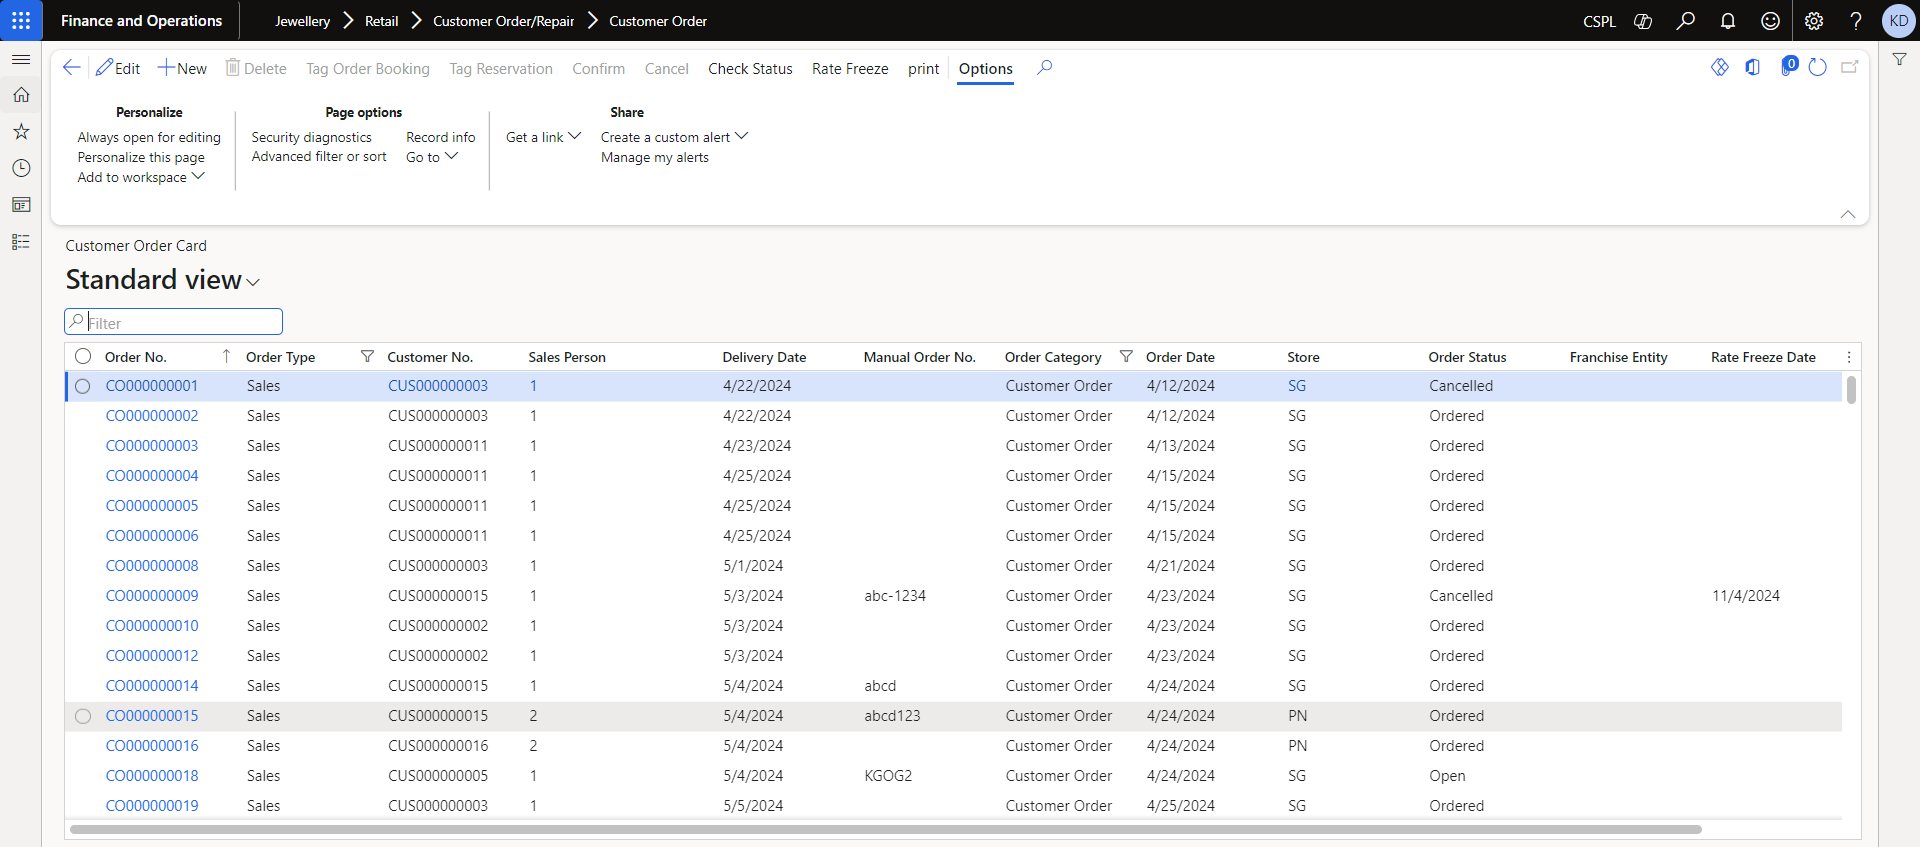 Finance and Operations Jewellery Retail Customer Order/Repair Customer Order CSPL KD
Edit New Delete Tag Order Booking Tag Reservation Confirm Cancel Check Status Rate Freeze print Options 0
Personalize Page options Share
Always open for editing Security diagnostics Record info Get a link Create a custom alert
Personalize this page Advanced filter or sort Go to Manage my alerts
Add to workspace
Customer Order Card
Standard view
Filter
Order No. Order Type Customer No. Sales Person Delivery Date Manual Order No. Order Category Order Date Store Order Status Franchise Entity Rate Freeze Date
CO000000001 Sales CUS000000003 1 4/22/2024 Customer Order 4/12/2024 SG Cancelled
CO000000002 Sales CUS000000003 1 4/22/2024 Customer Order 4/12/2024 SG Ordered
CO000000003 Sales CUS000000011 1 4/23/2024 Customer Order 4/13/2024 SG Ordered
CO000000004 Sales CUS000000011 1 4/25/2024 Customer Order 4/15/2024 SG Ordered
CO000000005 Sales CUS000000011 1 4/25/2024 Customer Order 4/15/2024 SG Ordered
CO000000006 Sales CUS000000011 1 4/25/2024 Customer Order 4/15/2024 SG Ordered
CO000000008 Sales CUS000000003 1 5/1/2024 Customer Order 4/21/2024 SG Ordered
CO000000009 Sales CUS000000015 1 5/3/2024 abc-1234 Customer Order 4/23/2024 SG Cancelled 11/4/2024
CO000000010 Sales CUS000000002 1 5/3/2024 Customer Order 4/23/2024 SG Ordered
CO000000012 Sales CUS000000002 1 5/3/2024 Customer Order 4/23/2024 SG Ordered
CO000000014 Sales CUS000000015 1 5/4/2024 abcd Customer Order 4/24/2024 SG Ordered
CO000000015 Sales CUS000000015 2 5/4/2024 abcd123 Customer Order 4/24/2024 PN Ordered
CO000000016 Sales CUS000000016 2 5/4/2024 Customer Order 4/24/2024 PN Ordered
CO000000018 Sales CUS000000005 1 5/4/2024 KGOG2 Customer Order 4/24/2024 SG Open
CO000000019 Sales CUS000000003 1 5/5/2024 Customer Order 4/25/2024 SG Ordered